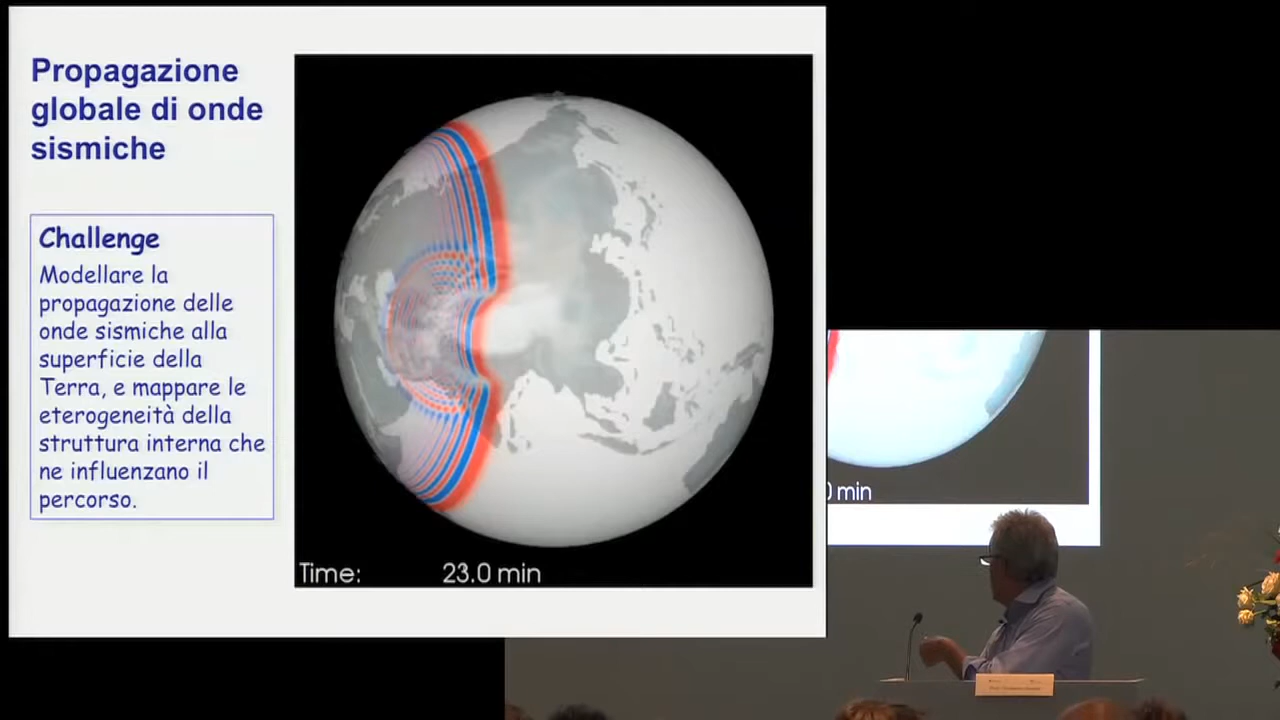 Propagazione
globale di onde
sismiche
Challenge
Modellare la
propagazione delle
onde sismiche alla
superficie della
Terra, e mappare le
eterogeneità della
struttura interna che
ne influenzano il
percorso.
Time: 23.0 min
min